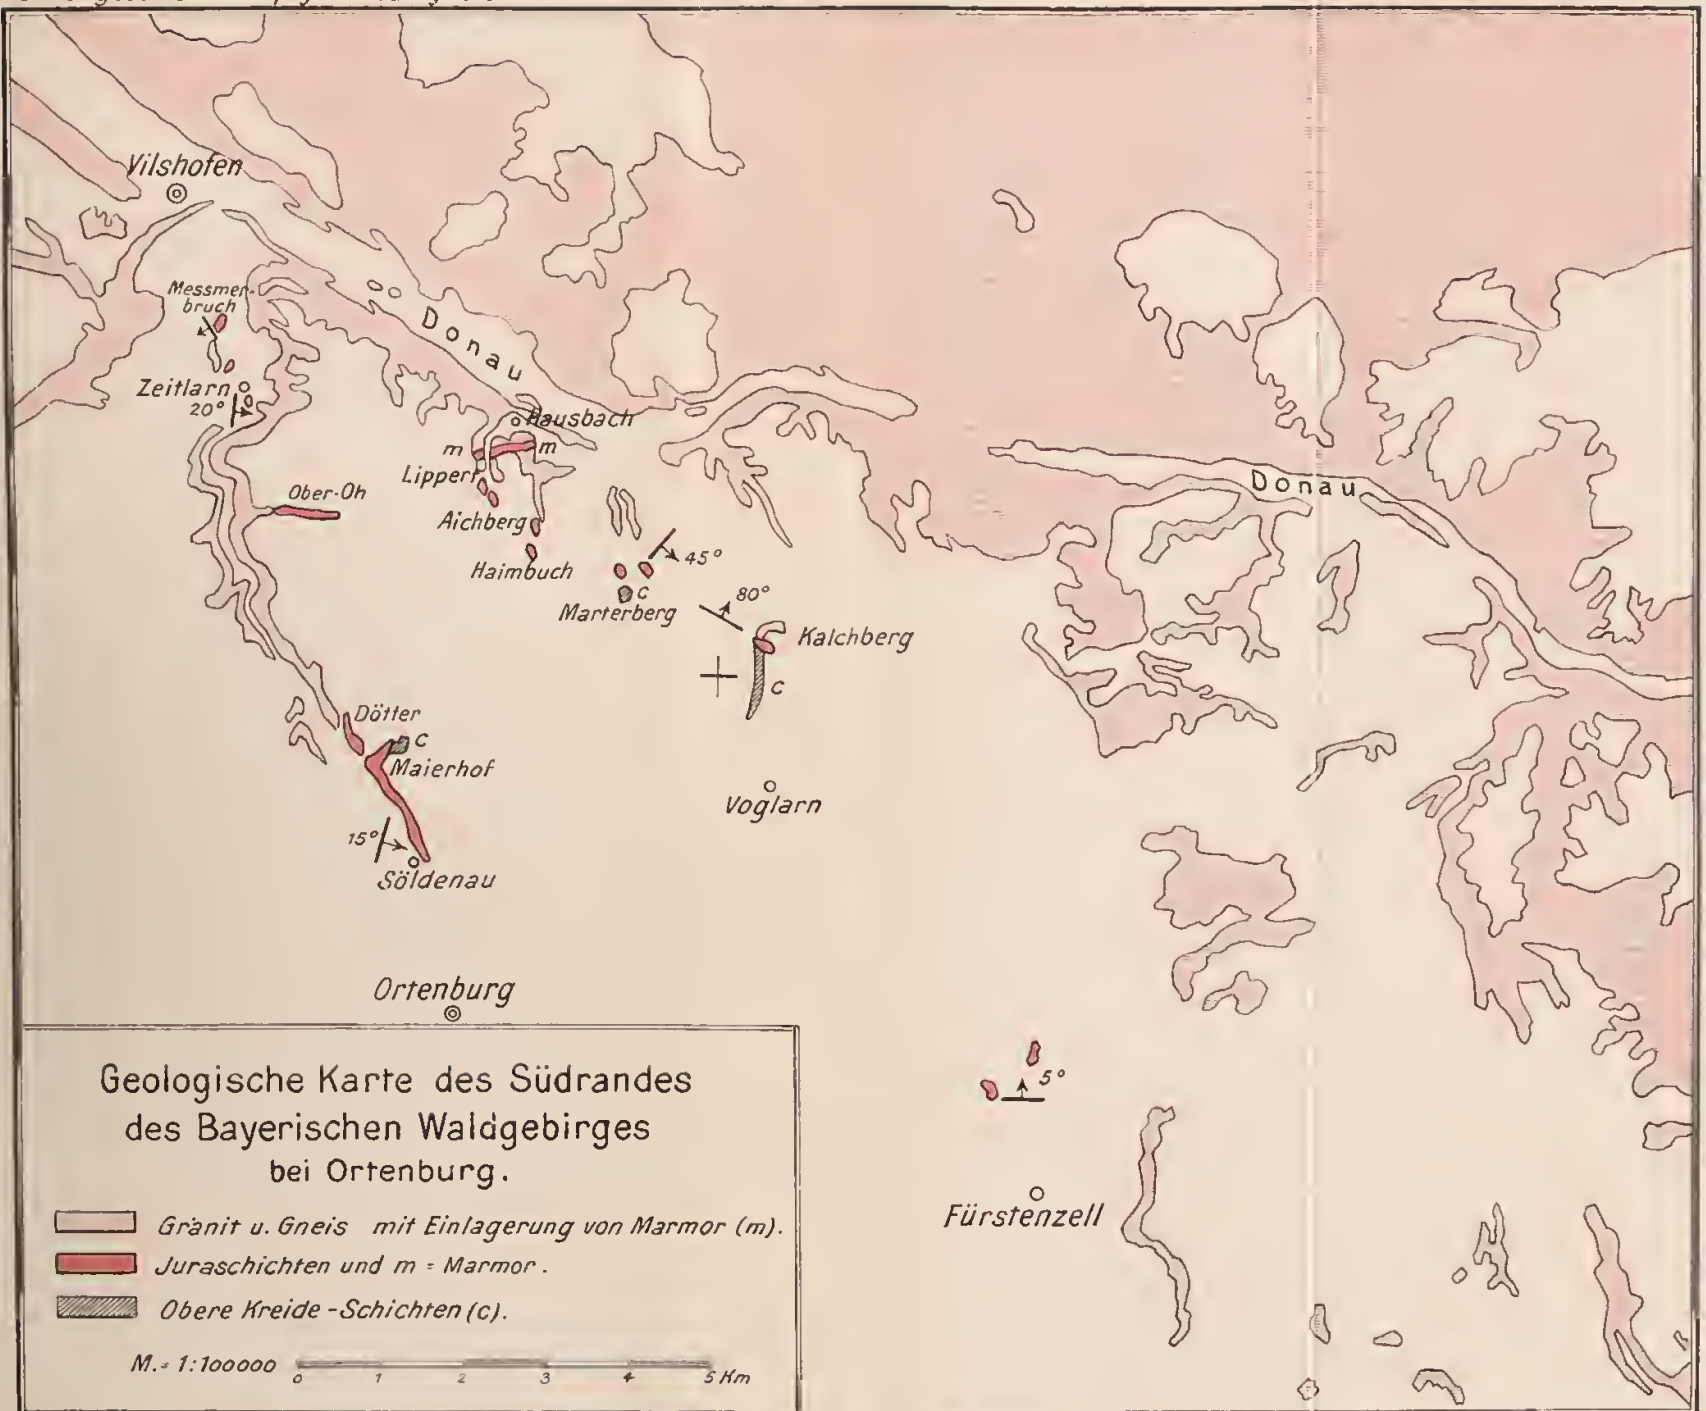 Vilshofen
Messmer-
bruch
Donau
Zeitlarn
20°
Hausbach
m
m
Lippert
Ober-Oh
Aichberg
Haimbuch
45°
c
Marterberg
80°
Kalchberg
c
Donau
Dötter
c
Maierhof
Voglarn
15°
Söldenau
Ortenburg
5°
Fürstenzell
Geologische Karte des Südrandes
des Bayerischen Waldgebirges
bei Ortenburg.
Granit u. Gneis mit Einlagerung von Marmor (m).
Juraschichten und m = Marmor.
Obere Kreide-Schichten (c).
M. = 1:100000
0 1 2 3 4 5 Km